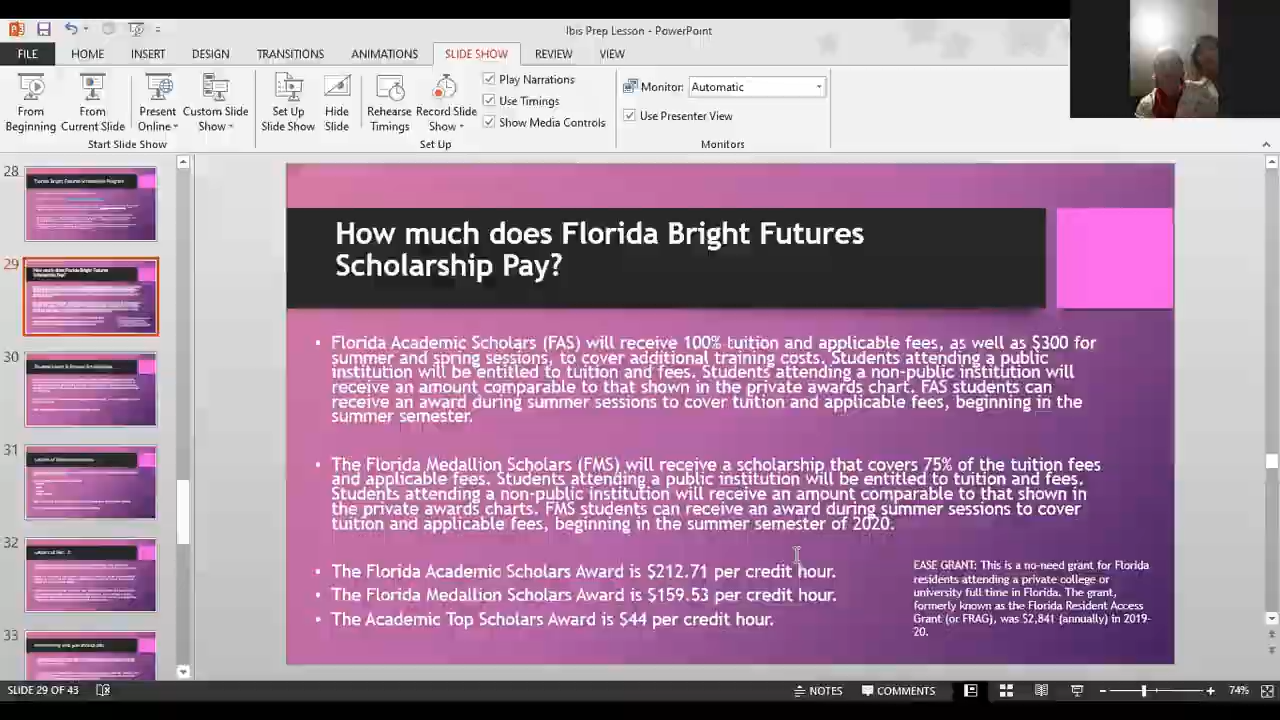 Ibis Prep Lesson - PowerPoint
FILE HOME INSERT DESIGN TRANSITIONS ANIMATIONS SLIDE SHOW REVIEW VIEW
From Beginning
From Current Slide
Present Online
Custom Slide Show
Start Slide Show
Set Up Slide Show
Hide Slide
Rehearse Timings
Record Slide Show
Play Narrations
Use Timings
Show Media Controls
Set Up
Monitor: Automatic
Use Presenter View
Monitors
28
29
30
31
32
33
How much does Florida Bright Futures
Scholarship Pay?
• Florida Academic Scholars (FAS) will receive 100% tuition and applicable fees, as well as $300 for
summer and spring sessions, to cover additional training costs. Students attending a public
institution will be entitled to tuition and fees. Students attending a non-public institution will
receive an amount comparable to that shown in the private awards chart. FAS students can
receive an award during summer sessions to cover tuition and applicable fees, beginning in the
summer semester.
• The Florida Medallion Scholars (FMS) will receive a scholarship that covers 75% of the tuition fees
and applicable fees. Students attending a public institution will be entitled to tuition and fees.
Students attending a non-public institution will receive an amount comparable to that shown in
the private awards charts. FMS students can receive an award during summer sessions to cover
tuition and applicable fees, beginning in the summer semester of 2020.
• The Florida Academic Scholars Award is $212.71 per credit hour.
• The Florida Medallion Scholars Award is $159.53 per credit hour.
• The Academic Top Scholars Award is $44 per credit hour.
EASE GRANT: This is a no-need grant for Florida
residents attending a private college or
university full time in Florida. The grant,
formerly known as the Florida Resident Access
Grant (or FRAG), was $2,841 (annually) in 2019-
20.
SLIDE 29 OF 43 NOTES COMMENTS 74%